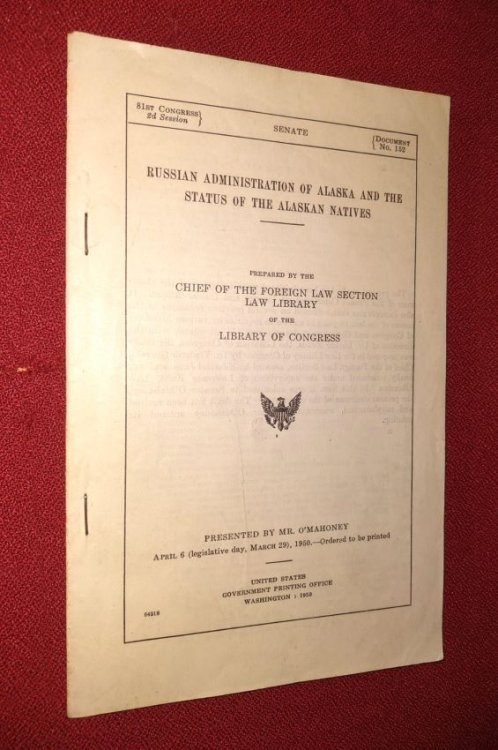 81ST CONGRESS
2d Session
SENATE
DOCUMENT
No. 152
RUSSIAN ADMINISTRATION OF ALASKA AND THE
STATUS OF THE ALASKAN NATIVES
PREPARED BY THE
CHIEF OF THE FOREIGN LAW SECTION
LAW LIBRARY
OF THE
LIBRARY OF CONGRESS
PRESENTED BY MR. O'MAHONEY
APRIL 6 (legislative day, MARCH 29), 1950.—Ordered to be printed
UNITED STATES
GOVERNMENT PRINTING OFFICE
WASHINGTON : 1950